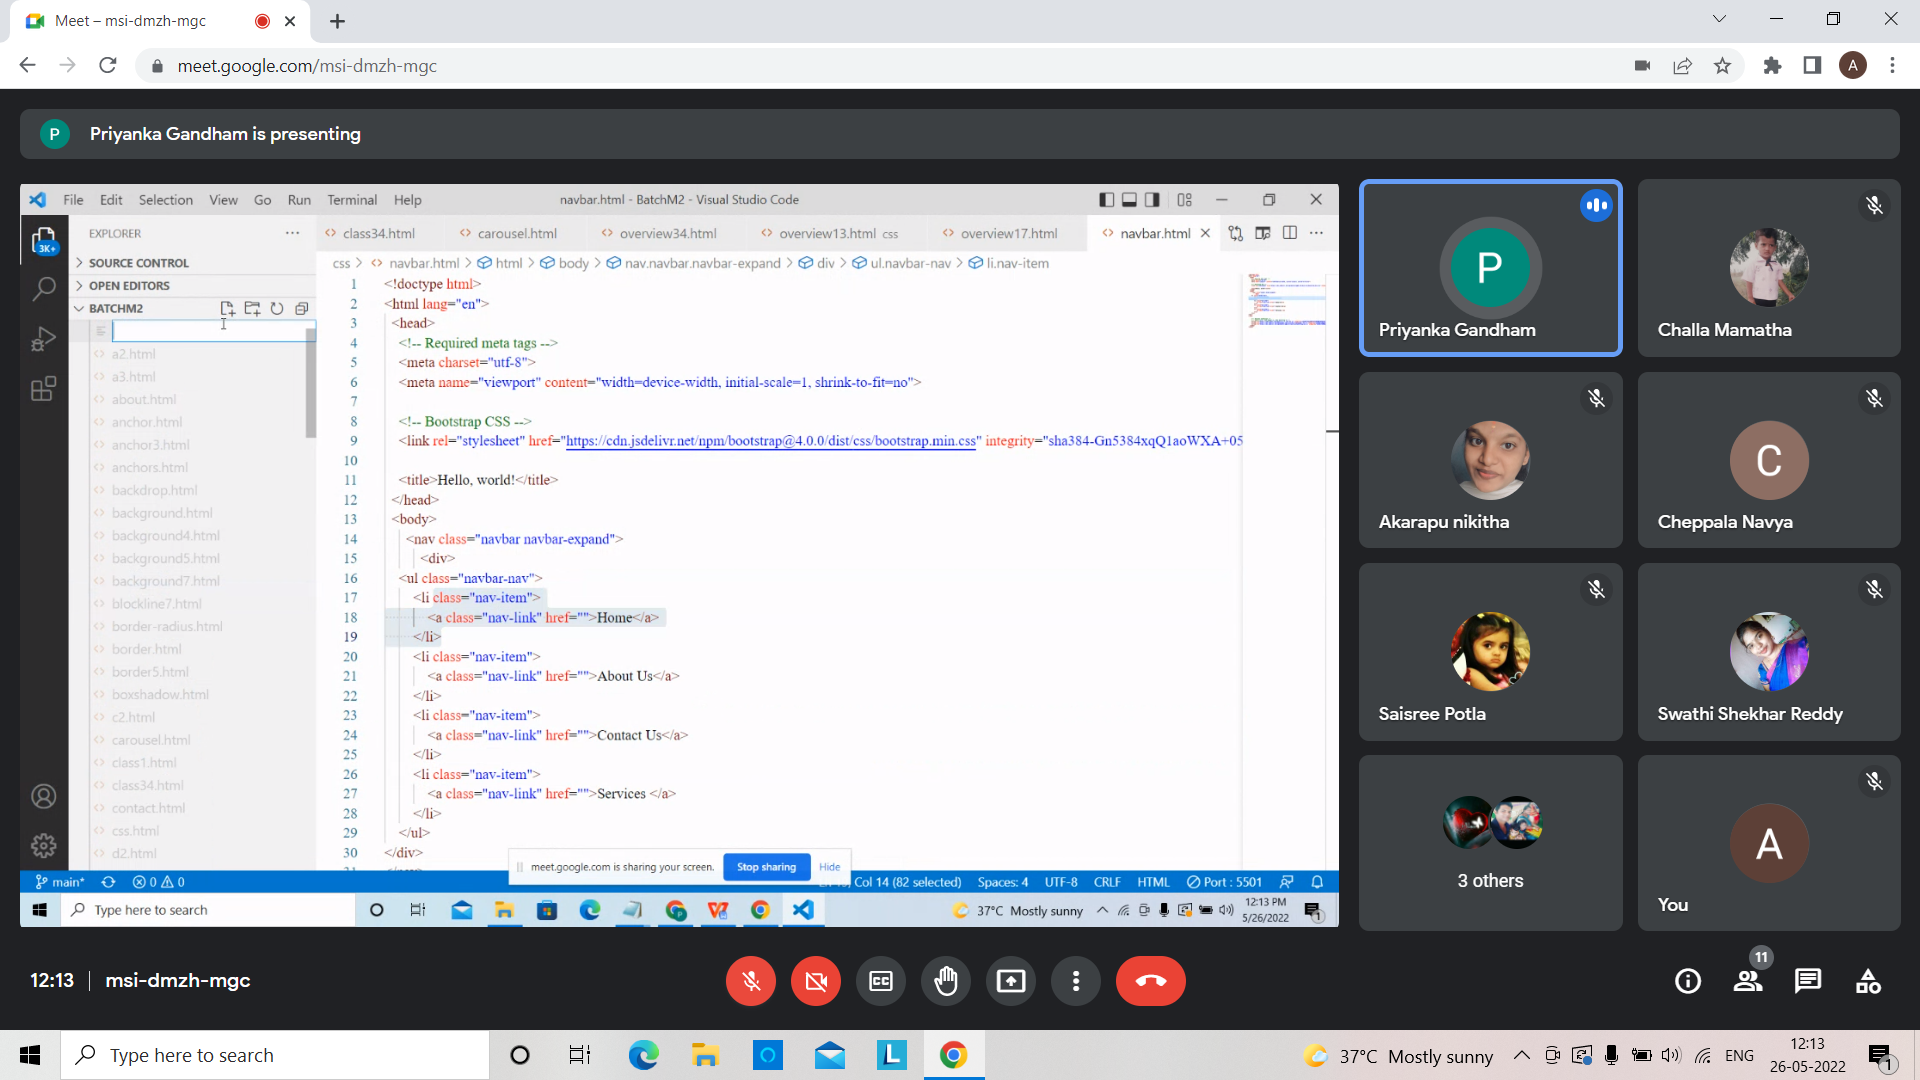 Meet – msi-dmzh-mgc
meet.google.com/msi-dmzh-mgc
A
P Priyanka Gandham is presenting
File Edit Selection View Go Run Terminal Help navbar.html - BatchM2 - Visual Studio Code
EXPLORER
class34.html carousel.html overview34.html overview13.html css overview17.html navbar.html
css > navbar.html > html > body > nav.navbar.navbar-expand > div > ul.navbar-nav > li.nav-item
3K+
SOURCE CONTROL
OPEN EDITORS
BATCHM2
a2.html
a3.html
about.html
anchor.html
anchor3.html
anchors.html
backdrop.html
background.html
background4.html
background5.html
background7.html
blockline7.html
border-radius.html
border.html
border5.html
boxshadow.html
c2.html
carousel.html
class1.html
class34.html
contact.html
css.html
d2.html
1 <!doctype html>
2 <html lang="en">
3 <head>
4 <!-- Required meta tags -->
5 <meta charset="utf-8">
6 <meta name="viewport" content="width=device-width, initial-scale=1, shrink-to-fit=no">
7
8 <!-- Bootstrap CSS -->
9 <link rel="stylesheet" href="https://cdn.jsdelivr.net/npm/bootstrap@4.0.0/dist/css/bootstrap.min.css" integrity="sha384-Gn5384xqQ1aoWXA+05
10
11 <title>Hello, world!</title>
12 </head>
13 <body>
14 <nav class="navbar navbar-expand">
15 <div>
16 <ul class="navbar-nav">
17 <li class="nav-item">
18 <a class="nav-link" href="">Home</a>
19 </li>
20 <li class="nav-item">
21 <a class="nav-link" href="">About Us</a>
22 </li>
23 <li class="nav-item">
24 <a class="nav-link" href="">Contact Us</a>
25 </li>
26 <li class="nav-item">
27 <a class="nav-link" href="">Services </a>
28 </li>
29 </ul>
30 </div>
meet.google.com is sharing your screen. Stop sharing Hide
main* 0 0 Col 14 (82 selected) Spaces: 4 UTF-8 CRLF HTML Port : 5501
Type here to search 37°C Mostly sunny 12:13 PM
5/26/2022
1
P
Priyanka Gandham
Challa Mamatha
Akarapu nikitha
C
Cheppala Navya
Saisree Potla
Swathi Shekhar Reddy
3 others
A
You
12:13 | msi-dmzh-mgc
11
Type here to search 37°C Mostly sunny ENG 12:13
26-05-2022
1